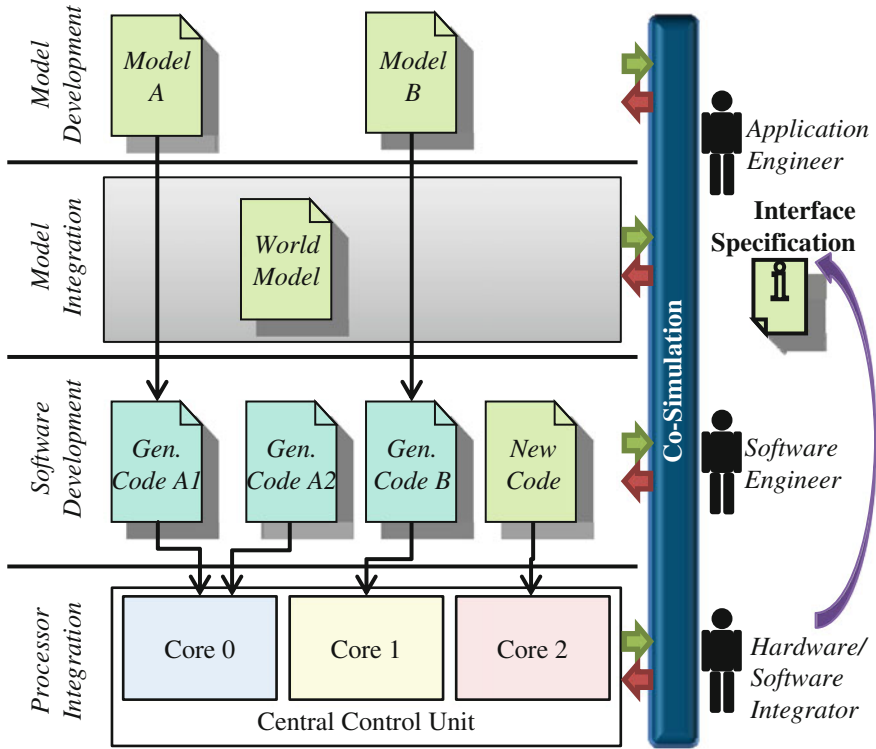 Model
Development
Model
A
Model
B
Application
Engineer
Model
Integration
World
Model
Interface
Specification
i
Co-Simulation
Software
Development
Gen.
Code A1
Gen.
Code A2
Gen.
Code B
New
Code
Software
Engineer
Processor
Integration
Core 0
Core 1
Core 2
Central Control Unit
Hardware/
Software
Integrator